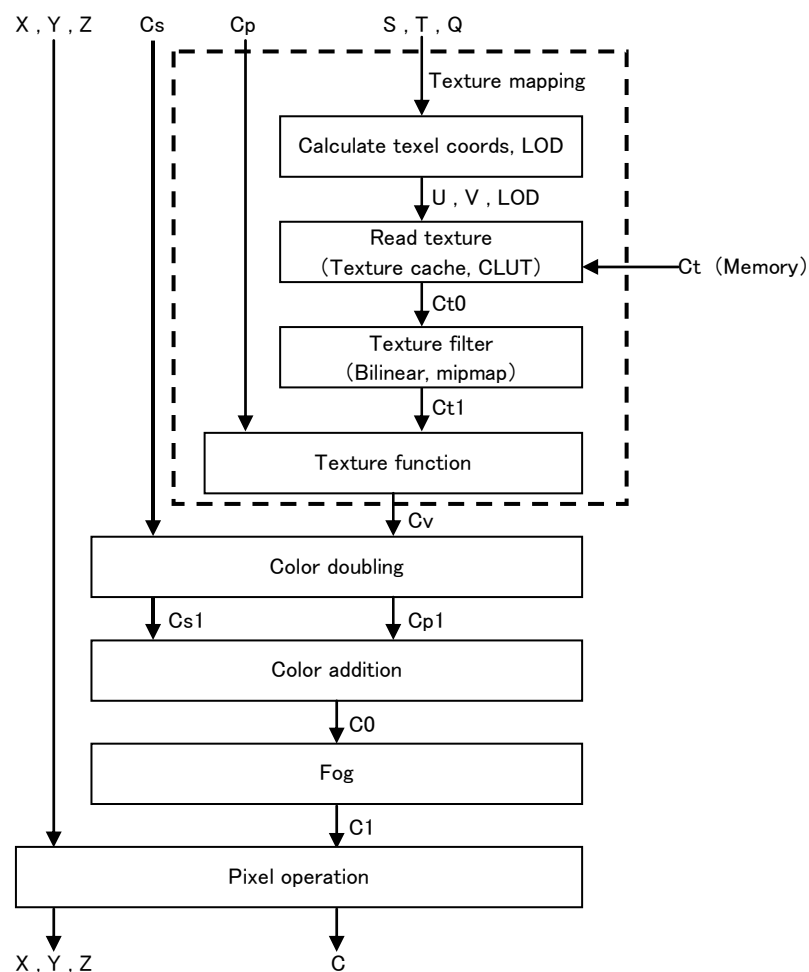 X , Y , Z Cs Cp S , T , Q
Texture mapping
Calculate texel coords, LOD
U , V , LOD
Read texture
(Texture cache, CLUT)
Ct (Memory)
Ct0
Texture filter
(Bilinear, mipmap)
Ct1
Texture function
Cv
Color doubling
Cs1 Cp1
Color addition
C0
Fog
C1
Pixel operation
X , Y , Z C